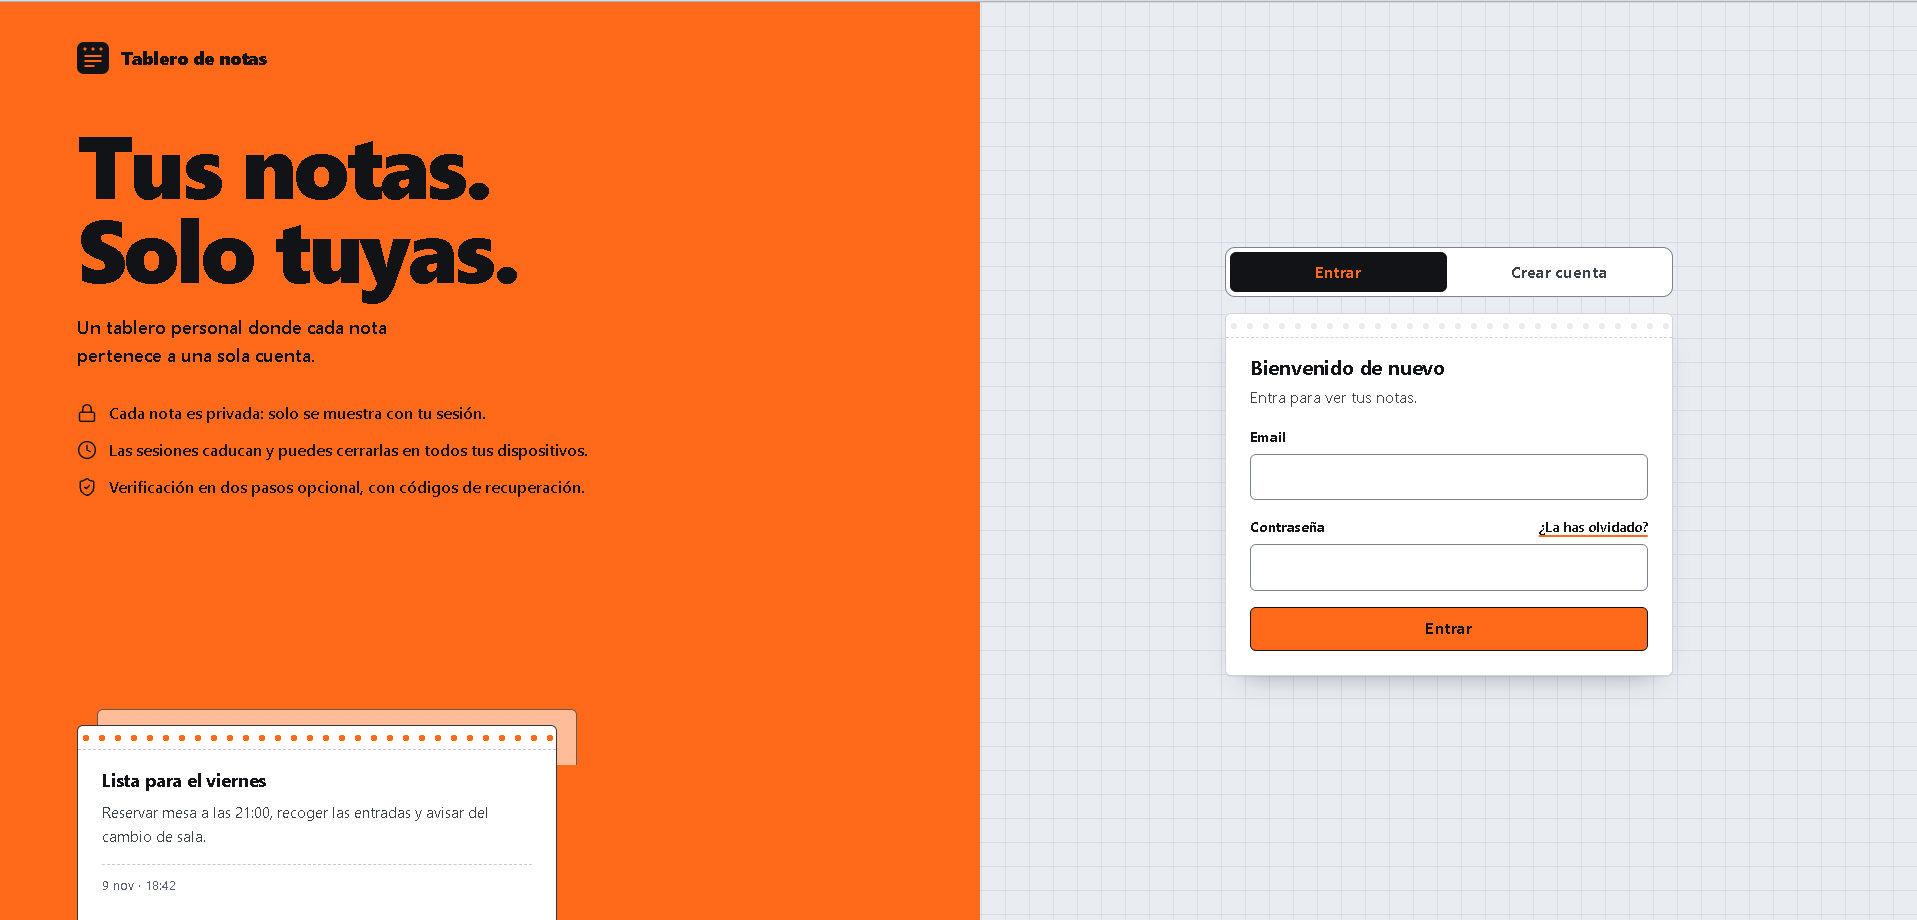 Tablero de notas
Tus notas.
Solo tuyas.
Un tablero personal donde cada nota
pertenece a una sola cuenta.
Cada nota es privada: solo se muestra con tu sesión.
Las sesiones caducan y puedes cerrarlas en todos tus dispositivos.
Verificación en dos pasos opcional, con códigos de recuperación.
Lista para el viernes
Reservar mesa a las 21:00, recoger las entradas y avisar del
cambio de sala.
9 nov · 18:42
Entrar
Crear cuenta
Bienvenido de nuevo
Entra para ver tus notas.
Email
Contraseña
¿La has olvidado?
Entrar